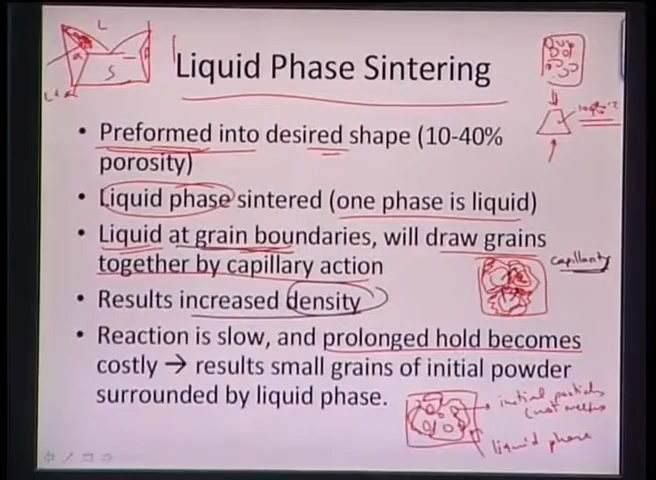 L
S
L+α
Liquid Phase Sintering
• Preformed into desired shape (10-40%
porosity)
• Liquid phase sintered (one phase is liquid)
• Liquid at grain boundaries, will draw grains
together by capillary action
capillarity
• Results increased density
• Reaction is slow, and prolonged hold becomes
costly → results small grains of initial powder
surrounded by liquid phase.
initial particles
liquid phase